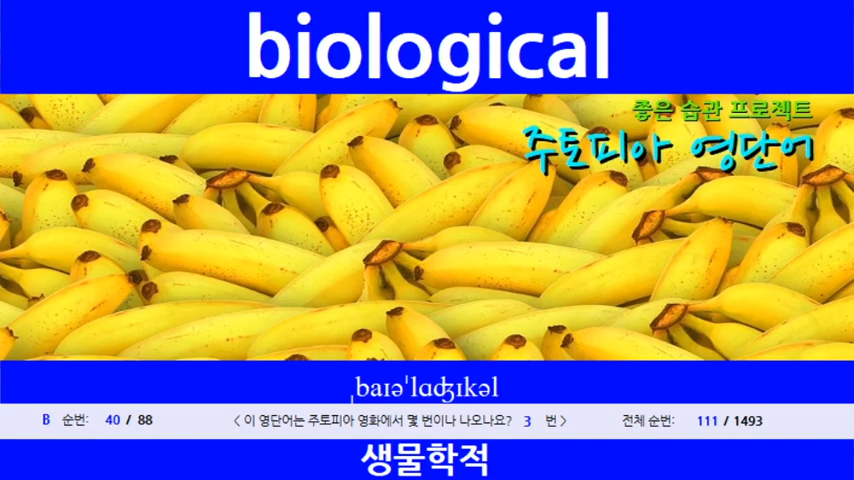 biological
좋은 습관 프로젝트
주토피아 영단어
ˌbaɪəˈlɑʤɪkəl
B 순번: 40 / 88 < 이 영단어는 주토피아 영화에서 몇 번이나 나오나요? 3 번 > 전체 순번: 111 / 1493
생물학적